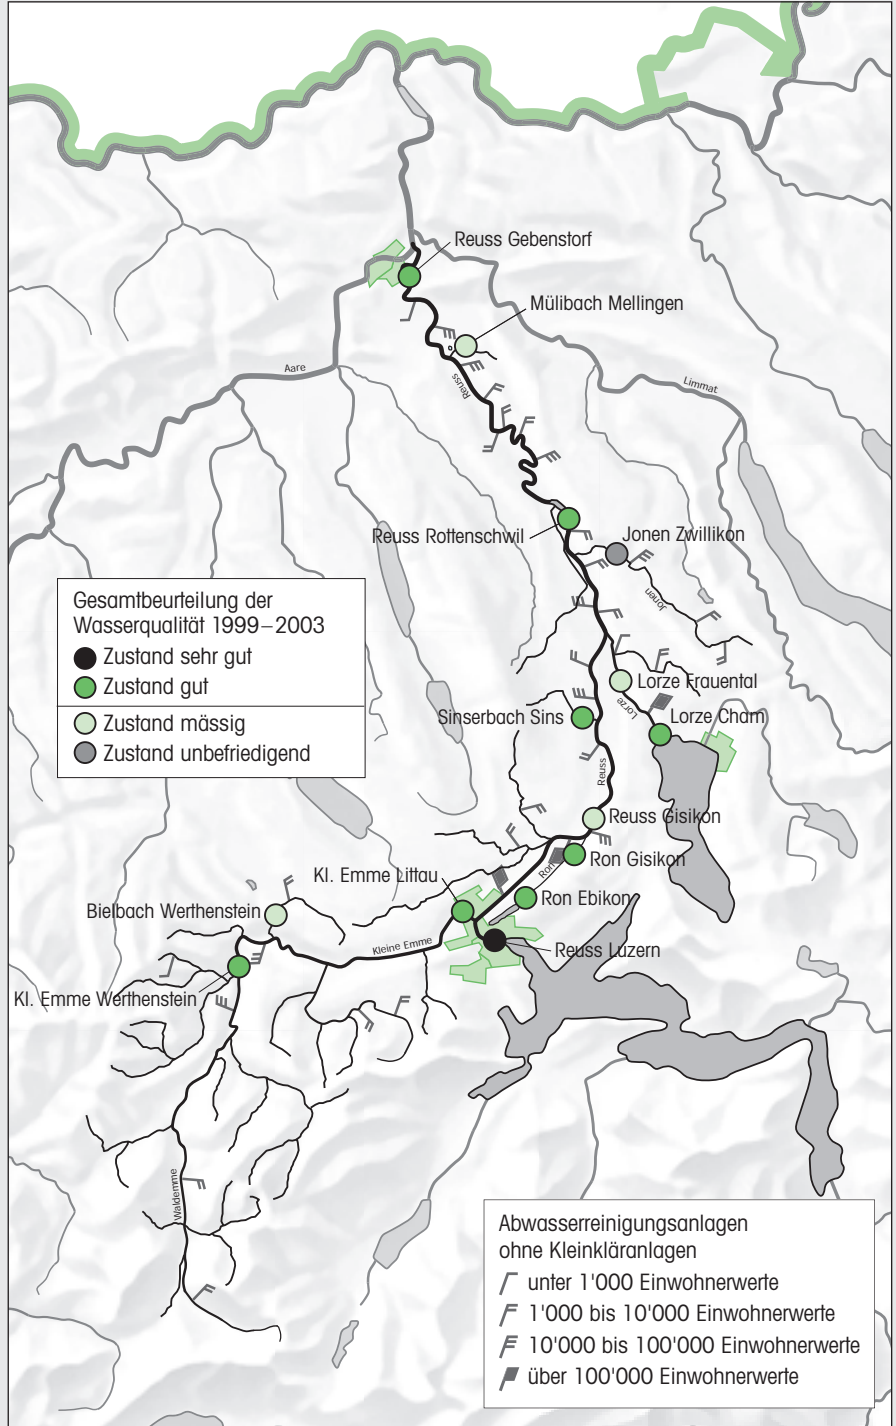 Reuss Gebenstorf
Mülibach Mellingen
Aare
Reuss
Limmat
Reuss Rottenschwil
Jonen Zwillikon
Jonen
Gesamtbeurteilung der
Wasserqualität 1999–2003
Zustand sehr gut
Zustand gut
Zustand mässig
Zustand unbefriedigend
Lorze Frauental
Lorze
Sinserbach Sins
Lorze Cham
Reuss
Reuss Gisikon
Ron Gisikon
Ron
Kl. Emme Littau
Ron Ebikon
Bielbach Werthenstein
Kleine Emme
Reuss Luzern
Kl. Emme Werthenstein
Waldemme
Abwasserreinigungsanlagen
ohne Kleinkläranlagen
unter 1'000 Einwohnerwerte
1'000 bis 10'000 Einwohnerwerte
10'000 bis 100'000 Einwohnerwerte
über 100'000 Einwohnerwerte